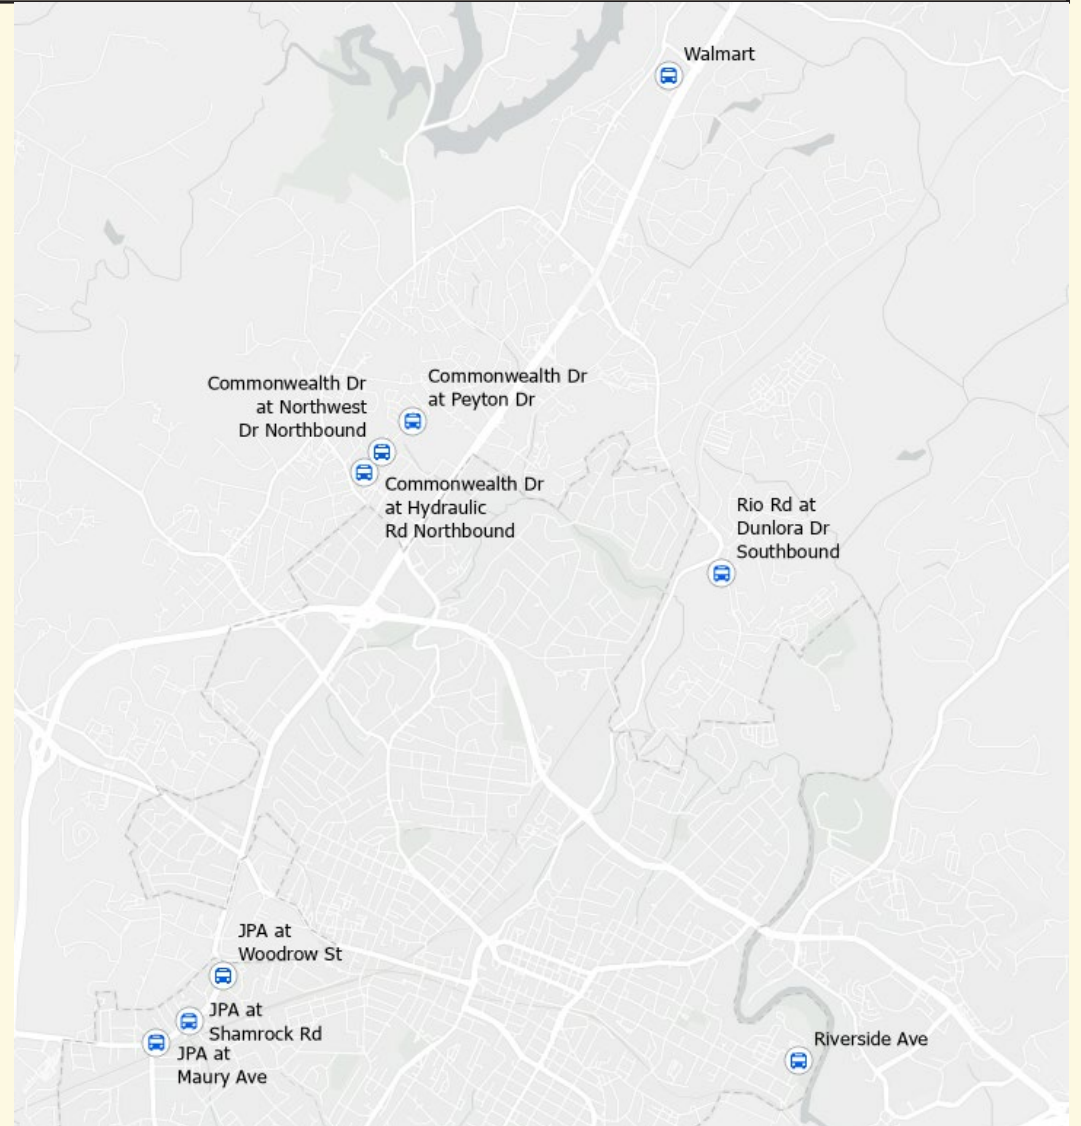 Walmart
Commonwealth Dr
at Northwest
Dr Northbound
Commonwealth Dr
at Peyton Dr
Commonwealth Dr
at Hydraulic
Rd Northbound
Rio Rd at
Dunlora Dr
Southbound
JPA at
Woodrow St
JPA at
Shamrock Rd
JPA at
Maury Ave
Riverside Ave